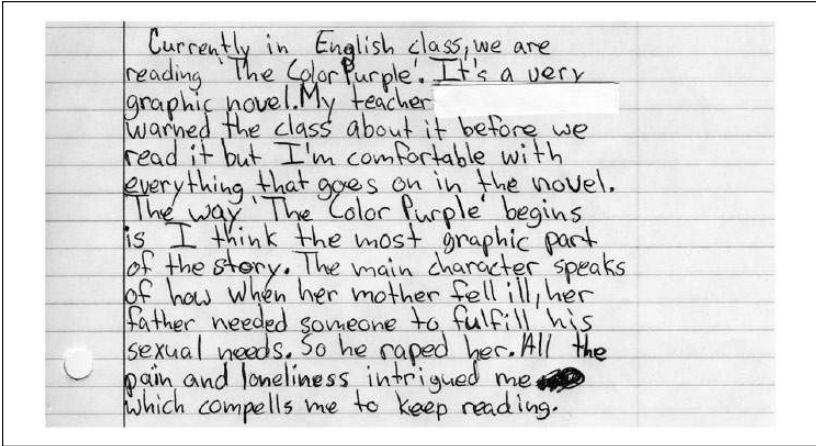 Currently in English class, we are
reading 'The Color Purple'. It's a very
graphic novel. My teacher
warned the class about it before we
read it but I'm comfortable with
everything that goes on in the novel.
The way 'The Color Purple' begins
is I think the most graphic part
of the story. The main character speaks
of how when her mother fell ill, her
father needed someone to fulfill his
sexual needs. So he raped her. All the
pain and loneliness intrigued me
which compells me to keep reading.